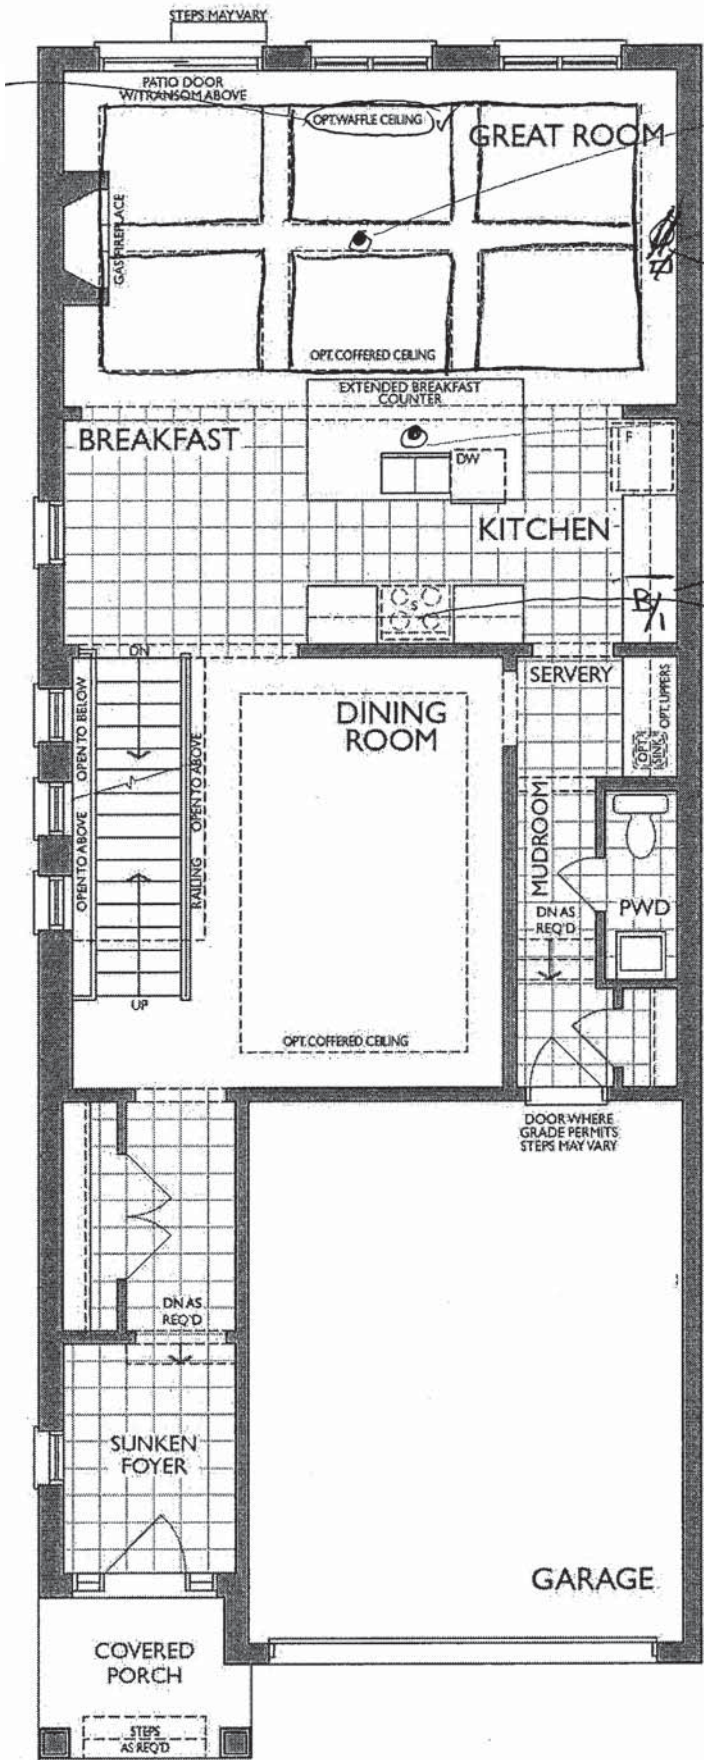 STEPS MAY VARY
PATIO DOOR
W/TRANSOM ABOVE
OPT. WAFFLE CEILING
GREAT ROOM
GAS FIREPLACE
OPT. COFFERED CEILING
EXTENDED BREAKFAST
COUNTER
BREAKFAST
F
DW
KITCHEN
S
B/1
DN
SERVERY
OPEN TO BELOW
OPEN TO ABOVE
DINING
ROOM
OPT. UPPERS
OPT.
SINK
OPEN TO ABOVE
RAILING
MUDROOM
PWD
DN AS
REQ'D
UP
OPT. COFFERED CEILING
DOOR WHERE
GRADE PERMITS
STEPS MAY VARY
DN AS
REQ'D
SUNKEN
FOYER
GARAGE
COVERED
PORCH
STEPS
AS REQ'D